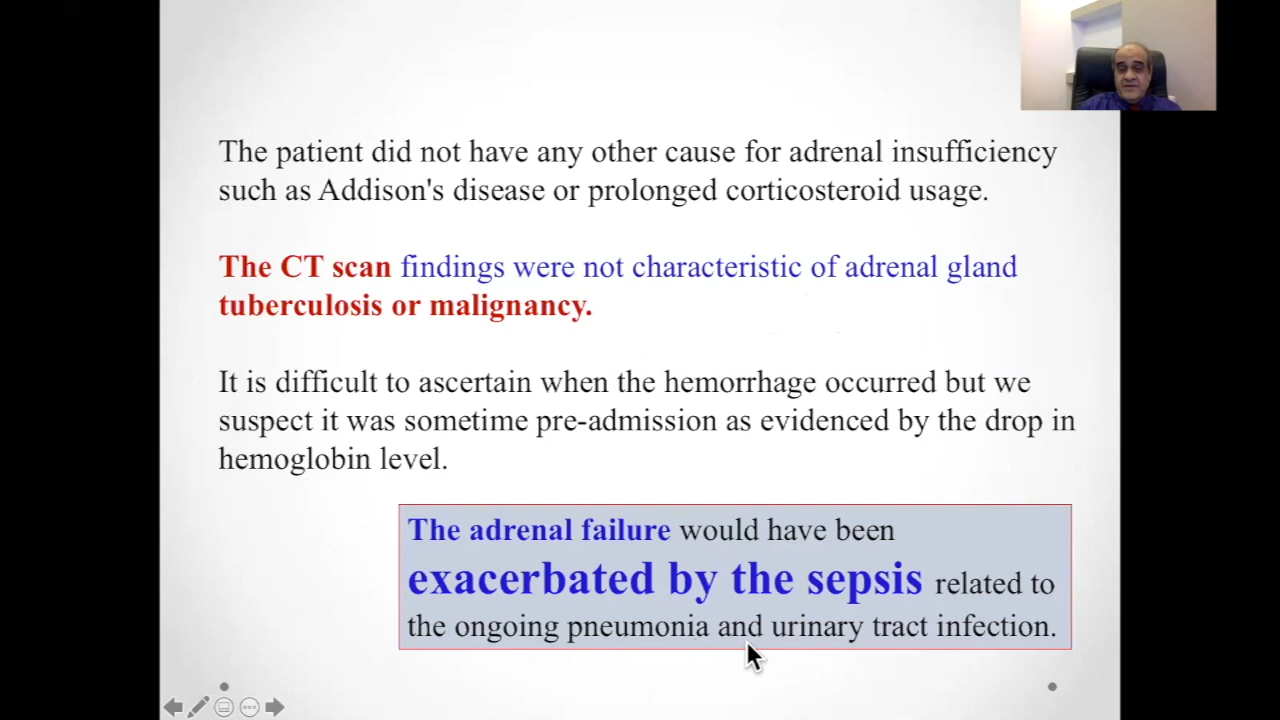 The patient did not have any other cause for adrenal insufficiency
such as Addison's disease or prolonged corticosteroid usage.
The CT scan findings were not characteristic of adrenal gland
tuberculosis or malignancy.
It is difficult to ascertain when the hemorrhage occurred but we
suspect it was sometime pre-admission as evidenced by the drop in
hemoglobin level.
The adrenal failure would have been
exacerbated by the sepsis related to
the ongoing pneumonia and urinary tract infection.